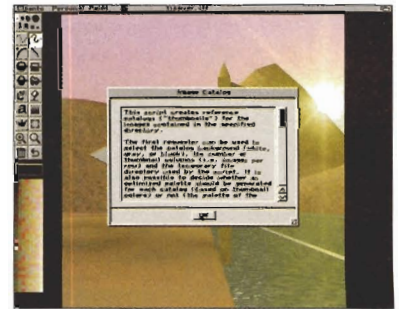 Personal Paint
Image Catalog
This script creates reference
catalogs ("thumbnails") for the
images contained in the specified
directory.
The final requester can be used to
select the catalog background (white,
gray, or black), the number of
thumbnail columns (i.e. images per
row) and the temporary file
directory used by the script. It is
also possible to decide whether an
optimized palette should be generated
for each catalog (based on thumbnail
colors) or not (the palette of the
OK